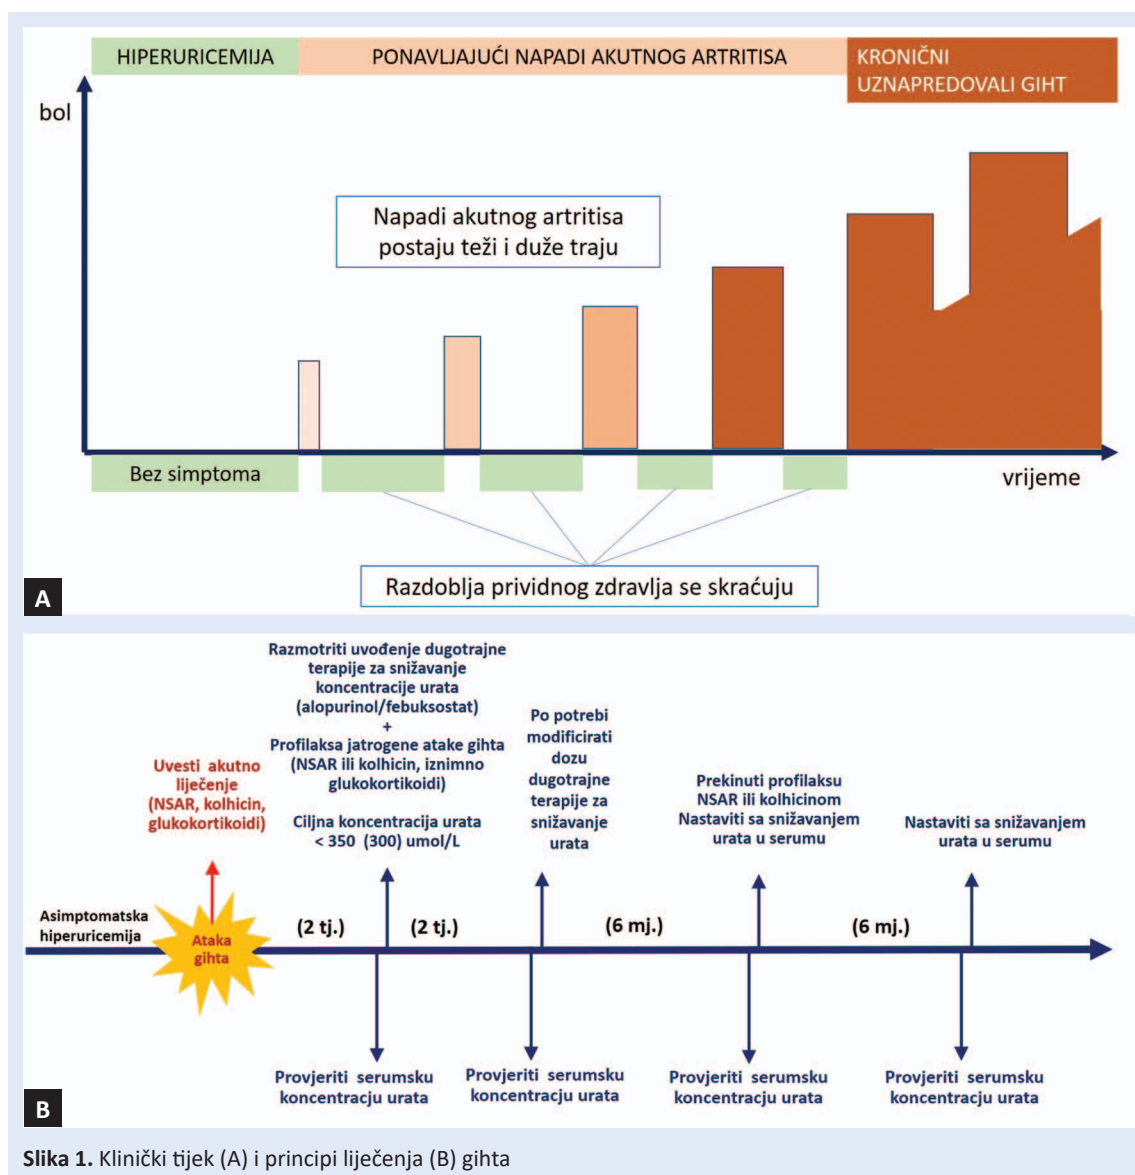 HIPERURICEMIJA
PONAVLJAJUĆI NAPADI AKUTNOG ARTRITISA
KRONIČNI
UZNAPREDOVALI GIHT
bol
Napadi akutnog artritisa
postaju teži i duže traju
Bez simptoma
vrijeme
Razdoblja prividnog zdravlja se skraćuju
A
Razmotriti uvođenje dugotrajne
terapije za snižavanje
koncentracije urata
(alopurinol/febuksostat)
+
Profilaksa jatrogene atake gihta
(NSAR ili kolhicin, iznimno
glukokortikoidi)
Ciljna koncentracija urata
< 350 (300) umol/L
Uvesti akutno
liječenje
(NSAR, kolhicin,
glukokortikoidi)
Po potrebi
modificirati
dozu
dugotrajne
terapije za
snižavanje
urata
Prekinuti profilaksu
NSAR ili kolhicinom
Nastaviti sa snižavanjem
urata u serumu
Nastaviti sa snižavanjem
urata u serumu
Asimptomatska
hiperuricemija
Ataka
gihta
(2 tj.)
(2 tj.)
(6 mj.)
(6 mj.)
Provjeriti serumsku
koncentracju urata
Provjeriti serumsku
koncentracju urata
Provjeriti serumsku
koncentracju urata
Provjeriti serumsku
koncentracju urata
B
Slika 1. Klinički tijek (A) i principi liječenja (B) gihta